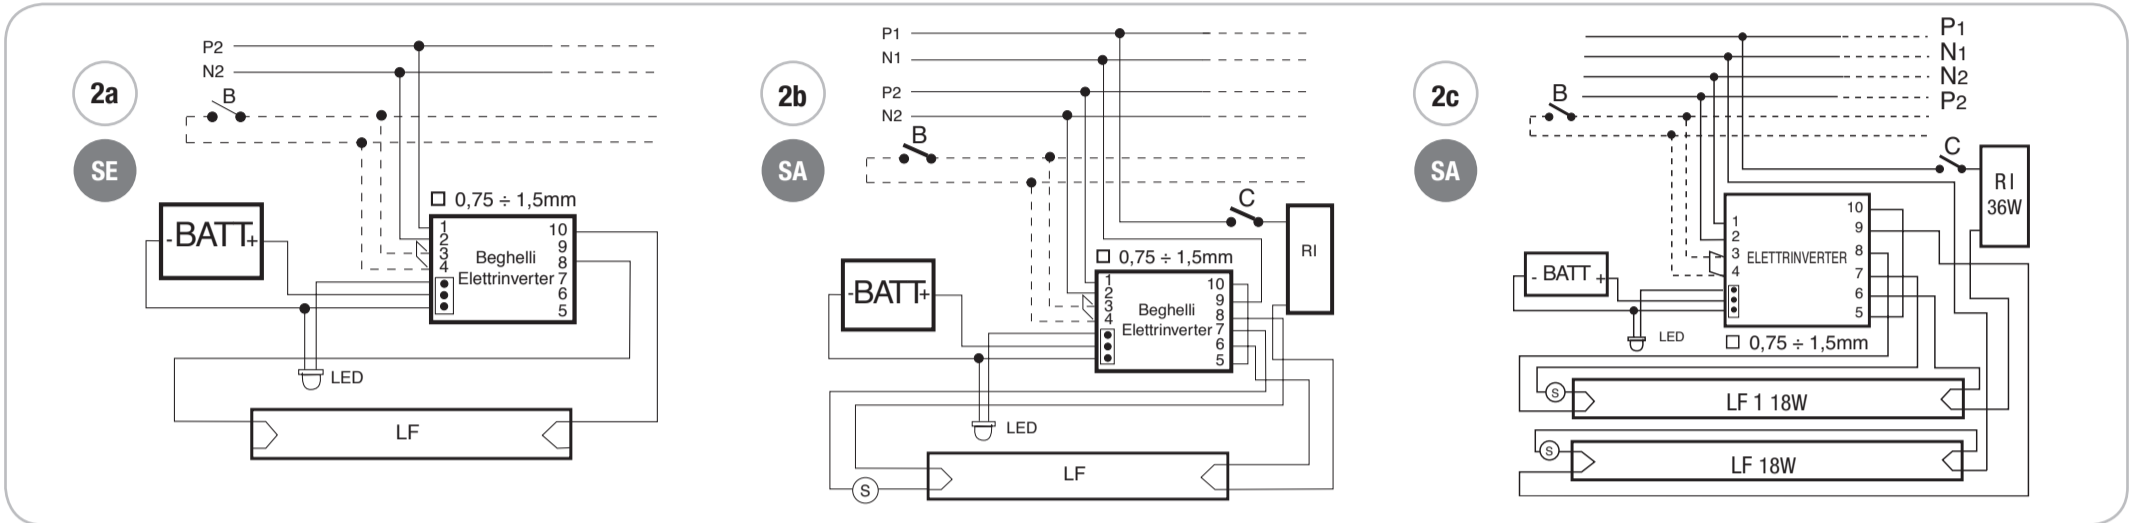 P2
N2
2a
B
SE
□ 0,75 ÷ 1,5mm
-BATT+
1
2
3
4
Beghelli
Elettrinverter
10
9
8
7
6
5
LED
LF
P1
N1
P2
N2
2b
B
SA
C
RI
□ 0,75 ÷ 1,5mm
-BATT+
1
2
3
4
Beghelli
Elettrinverter
10
9
8
7
6
5
LED
LF
S
P1
N1
N2
P2
2c
B
SA
C
RI
36W
1
2
3
4
ELETTRINVERTER
10
9
8
7
6
5
- BATT +
LED
□ 0,75 ÷ 1,5mm
S
LF 1 18W
S
LF 18W